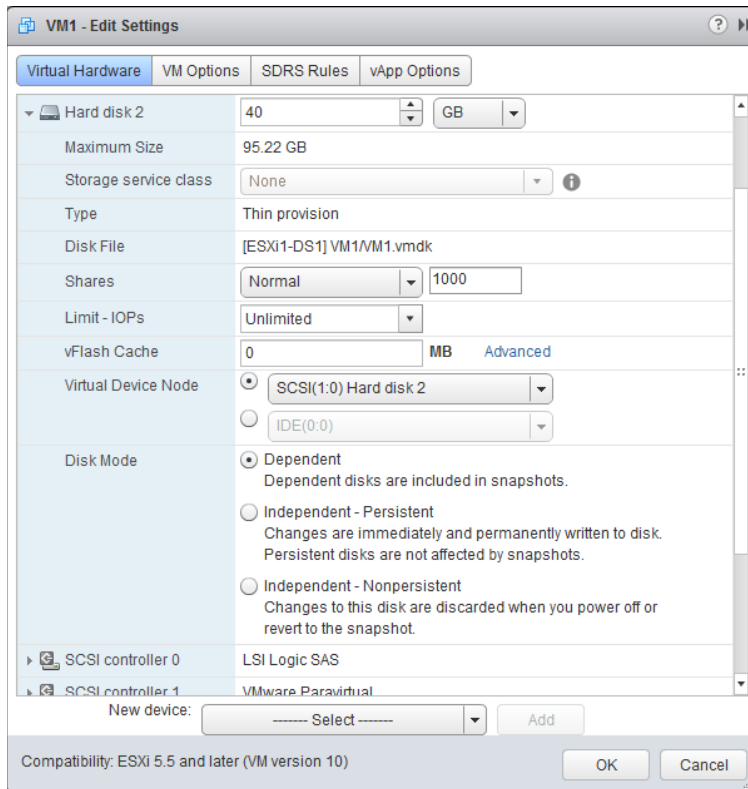 VM1 - Edit Settings
?
Virtual Hardware VM Options SDRS Rules vApp Options
Hard disk 2 40 GB
Maximum Size 95.22 GB
Storage service class None i
Type Thin provision
Disk File [ESXi1-DS1] VM1/VM1.vmdk
Shares Normal 1000
Limit - IOPs Unlimited
vFlash Cache 0 MB Advanced
Virtual Device Node SCSI(1:0) Hard disk 2
IDE(0:0)
Disk Mode Dependent
Dependent disks are included in snapshots.
Independent - Persistent
Changes are immediately and permanently written to disk.
Persistent disks are not affected by snapshots.
Independent - Nonpersistent
Changes to this disk are discarded when you power off or
revert to the snapshot.
SCSI controller 0 LSI Logic SAS
SCSI controller 1 VMware Paravirtual
New device: ------- Select ------- Add
Compatibility: ESXi 5.5 and later (VM version 10) OK Cancel